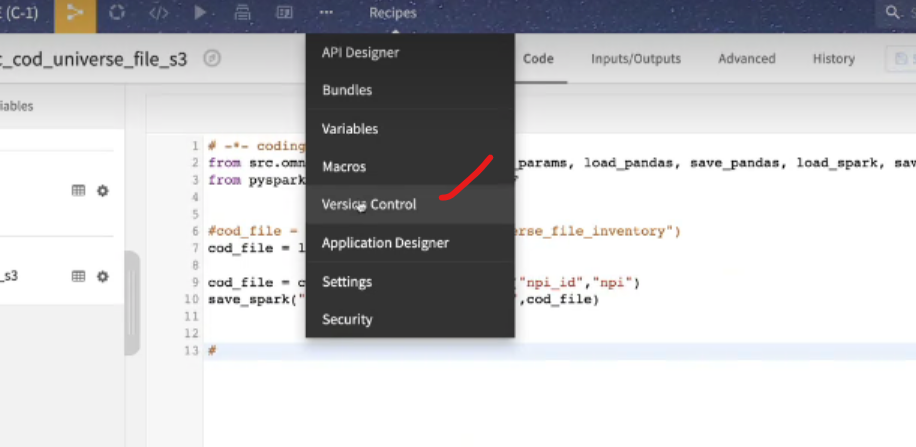 E (C-1)
Recipes
_cod_universe_file_s3
Code
Inputs/Outputs
Advanced
History
API Designer
Bundles
Variables
Macros
Version Control
Application Designer
Settings
Security
iables
_s3
1 # -*- coding
2 from src.omn _params, load_pandas, save_pandas, load_spark, sav
3 from pyspark
4
5
6 #cod_file = erse_file_inventory")
7 cod_file = l
8
9 cod_file = c ("npi_id","npi")
10 save_spark(" ",cod_file)
11
12
13 #